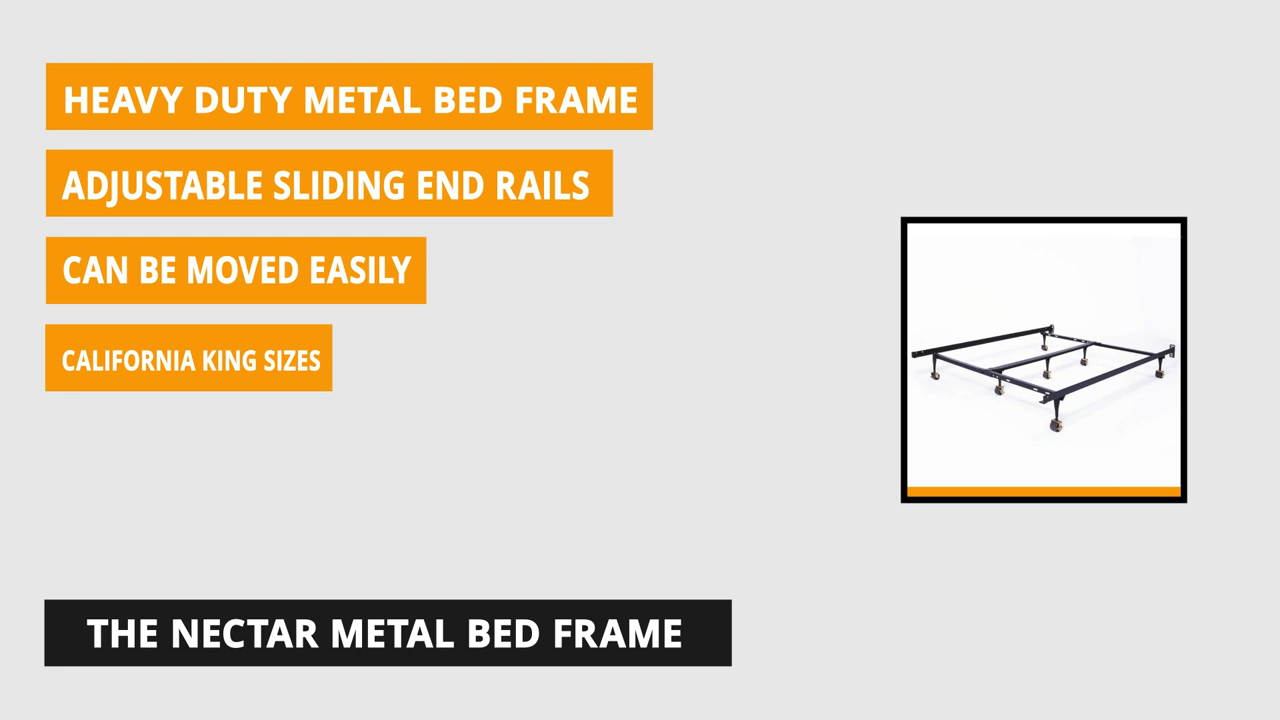 HEAVY DUTY METAL BED FRAME
ADJUSTABLE SLIDING END RAILS
CAN BE MOVED EASILY
CALIFORNIA KING SIZES
THE NECTAR METAL BED FRAME